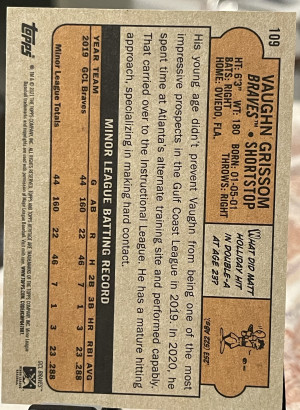 109
VAUGHN GRISSOM
BRAVES™ • SHORTSTOP
HT: 6'3" WT: 180 BORN: 01-05-01
BATS: RIGHT THROWS: RIGHT
HOME: OVIEDO, FLA.
WHAT DID MATT
HOLLIDAY HIT
IN DOUBLE-A
AT AGE 23?
His young age didn't prevent Vaughn from being one of the most
impressive prospects in the Gulf Coast League in 2019. In 2020, he
spent time at Atlanta's alternate training site and performed capably.
That carried over to the Instructional League. He has a mature hitting
approach, specializing in making hard contact.
MINOR LEAGUE BATTING RECORD
YEAR TEAM G AB R H 2B 3B HR RBI AVG
2019 GCL Braves 44 160 22 46 7 1 3 23 .288
Minor League Totals 44 160 22 46 7 1 3 23 .288
Topps
GCL BRAVES™